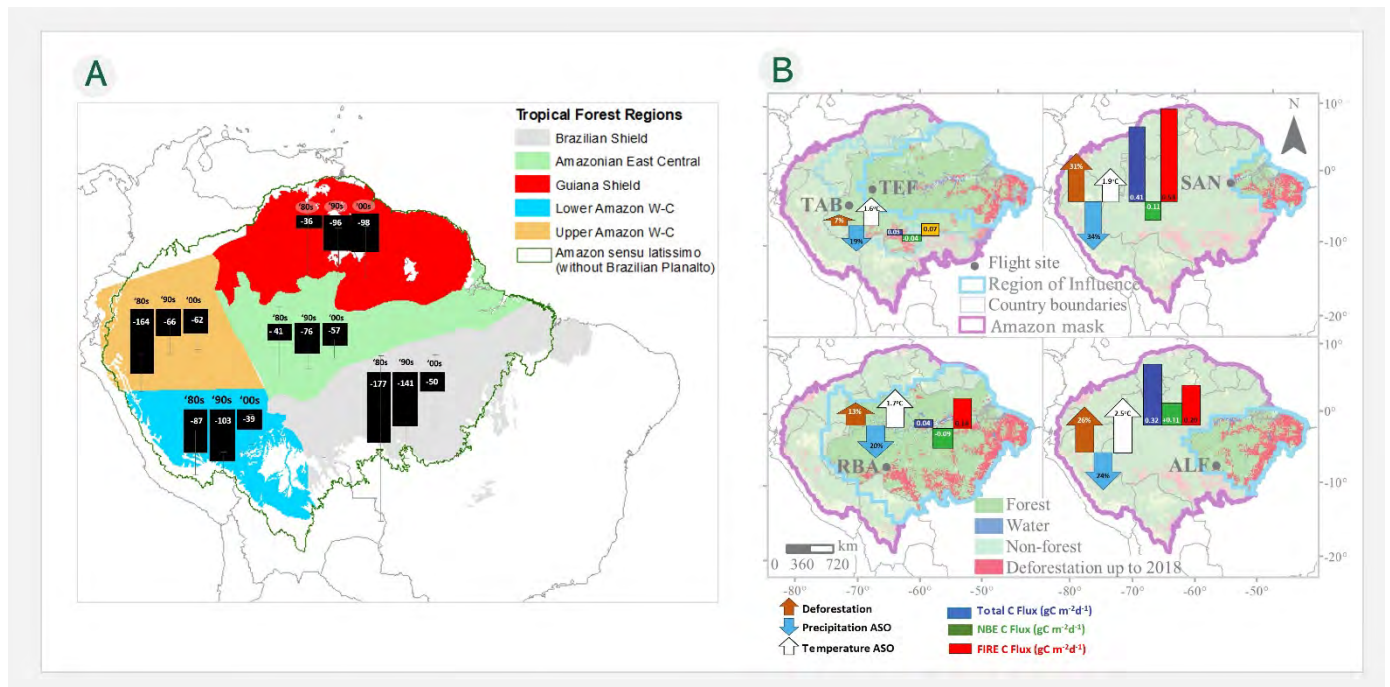 A
Tropical Forest Regions
Brazilian Shield
Amazonian East Central
Guiana Shield
Lower Amazon W-C
Upper Amazon W-C
Amazon sensu latissimo
(without Brazilian Planalto)
'80s '90s '00s
-36 -96 -98
'80s '90s '00s
-164 -66 -62
'80s '90s '00s
-41 -76 -57
'80s '90s '00s
-177 -141 -50
'80s '90s '00s
-87 -103 -39
B
N
10°
0°
-10°
-20°
TEF
TAB
7%
19%
1.6°C
0.05
-0.04
0.07
SAN
31%
34%
1.9°C
0.41
-0.11
Flight site
Region of Influence
Country boundaries
Amazon mask
10°
0°
-10°
-20°
RBA
13%
20%
1.7°C
0.04
-0.09
ALF
26%
24%
2.5°C
0.32
+0.11
Forest
Water
Non-forest
Deforestation up to 2018
km
0 360 720
-80° -70° -60° -50° -70° -60° -50°
Deforestation
Precipitation ASO
Temperature ASO
Total C Flux (gC m⁻²d⁻¹)
NBE C Flux (gC m⁻²d⁻¹)
FIRE C Flux (gC m⁻²d⁻¹)